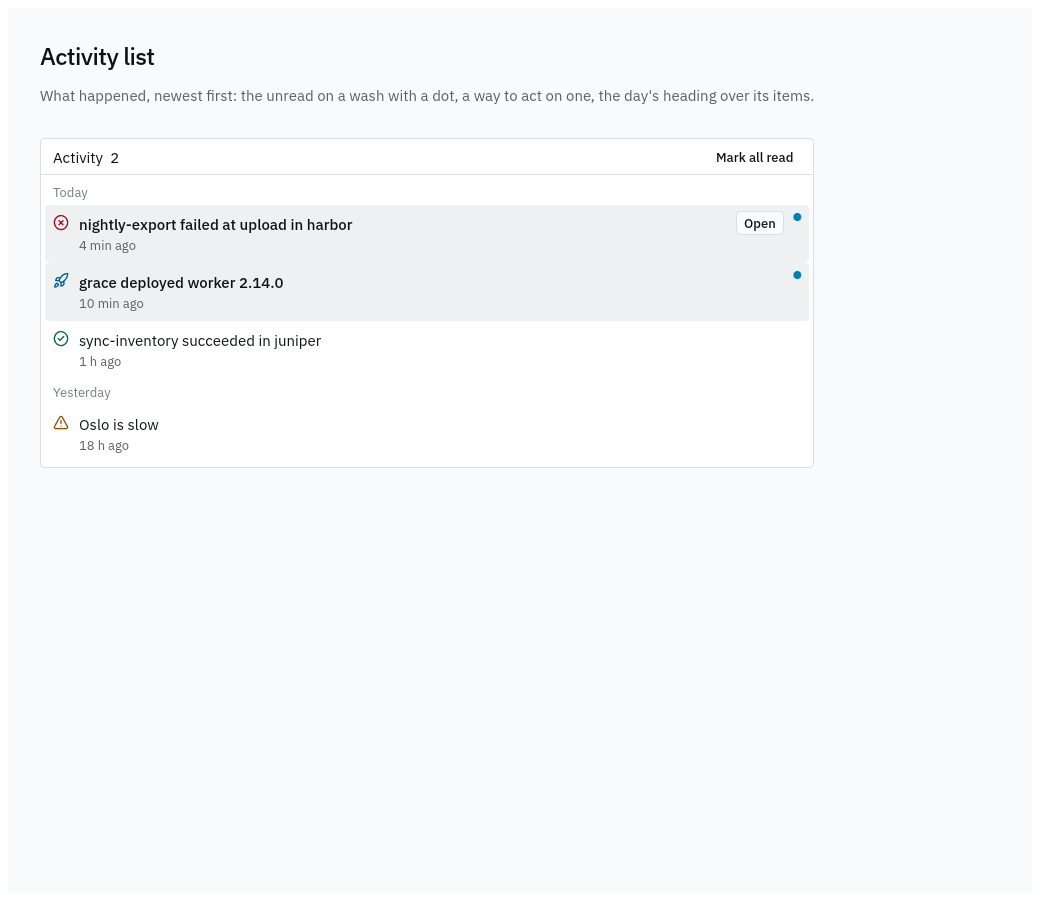 Activity list
What happened, newest first: the unread on a wash with a dot, a way to act on one, the day's heading over its items.
Activity 2 Mark all read
Today
nightly-export failed at upload in harbor Open
4 min ago
grace deployed worker 2.14.0
10 min ago
sync-inventory succeeded in juniper
1 h ago
Yesterday
Oslo is slow
18 h ago